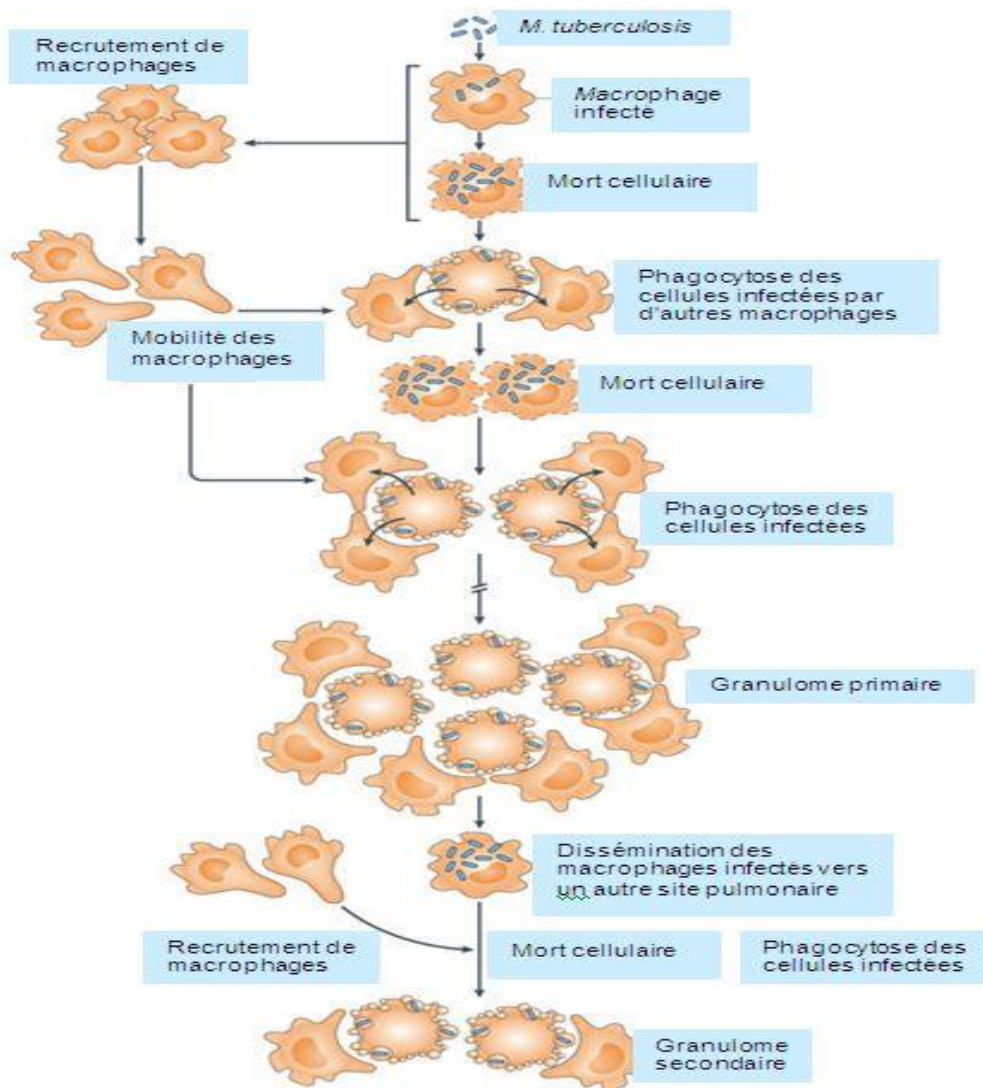 M. tuberculosis
Recrutement de
macrophages
Macrophage
infecté
Mort cellulaire
Phagocytose des
cellules infectées par
d'autres macrophages
Mobilité des
macrophages
Mort cellulaire
Phagocytose des
cellules infectées
Granulome primaire
Dissémination des
macrophages infectés vers
un autre site pulmonaire
Recrutement de
macrophages
Mort cellulaire
Phagocytose des
cellules infectées
Granulome
secondaire